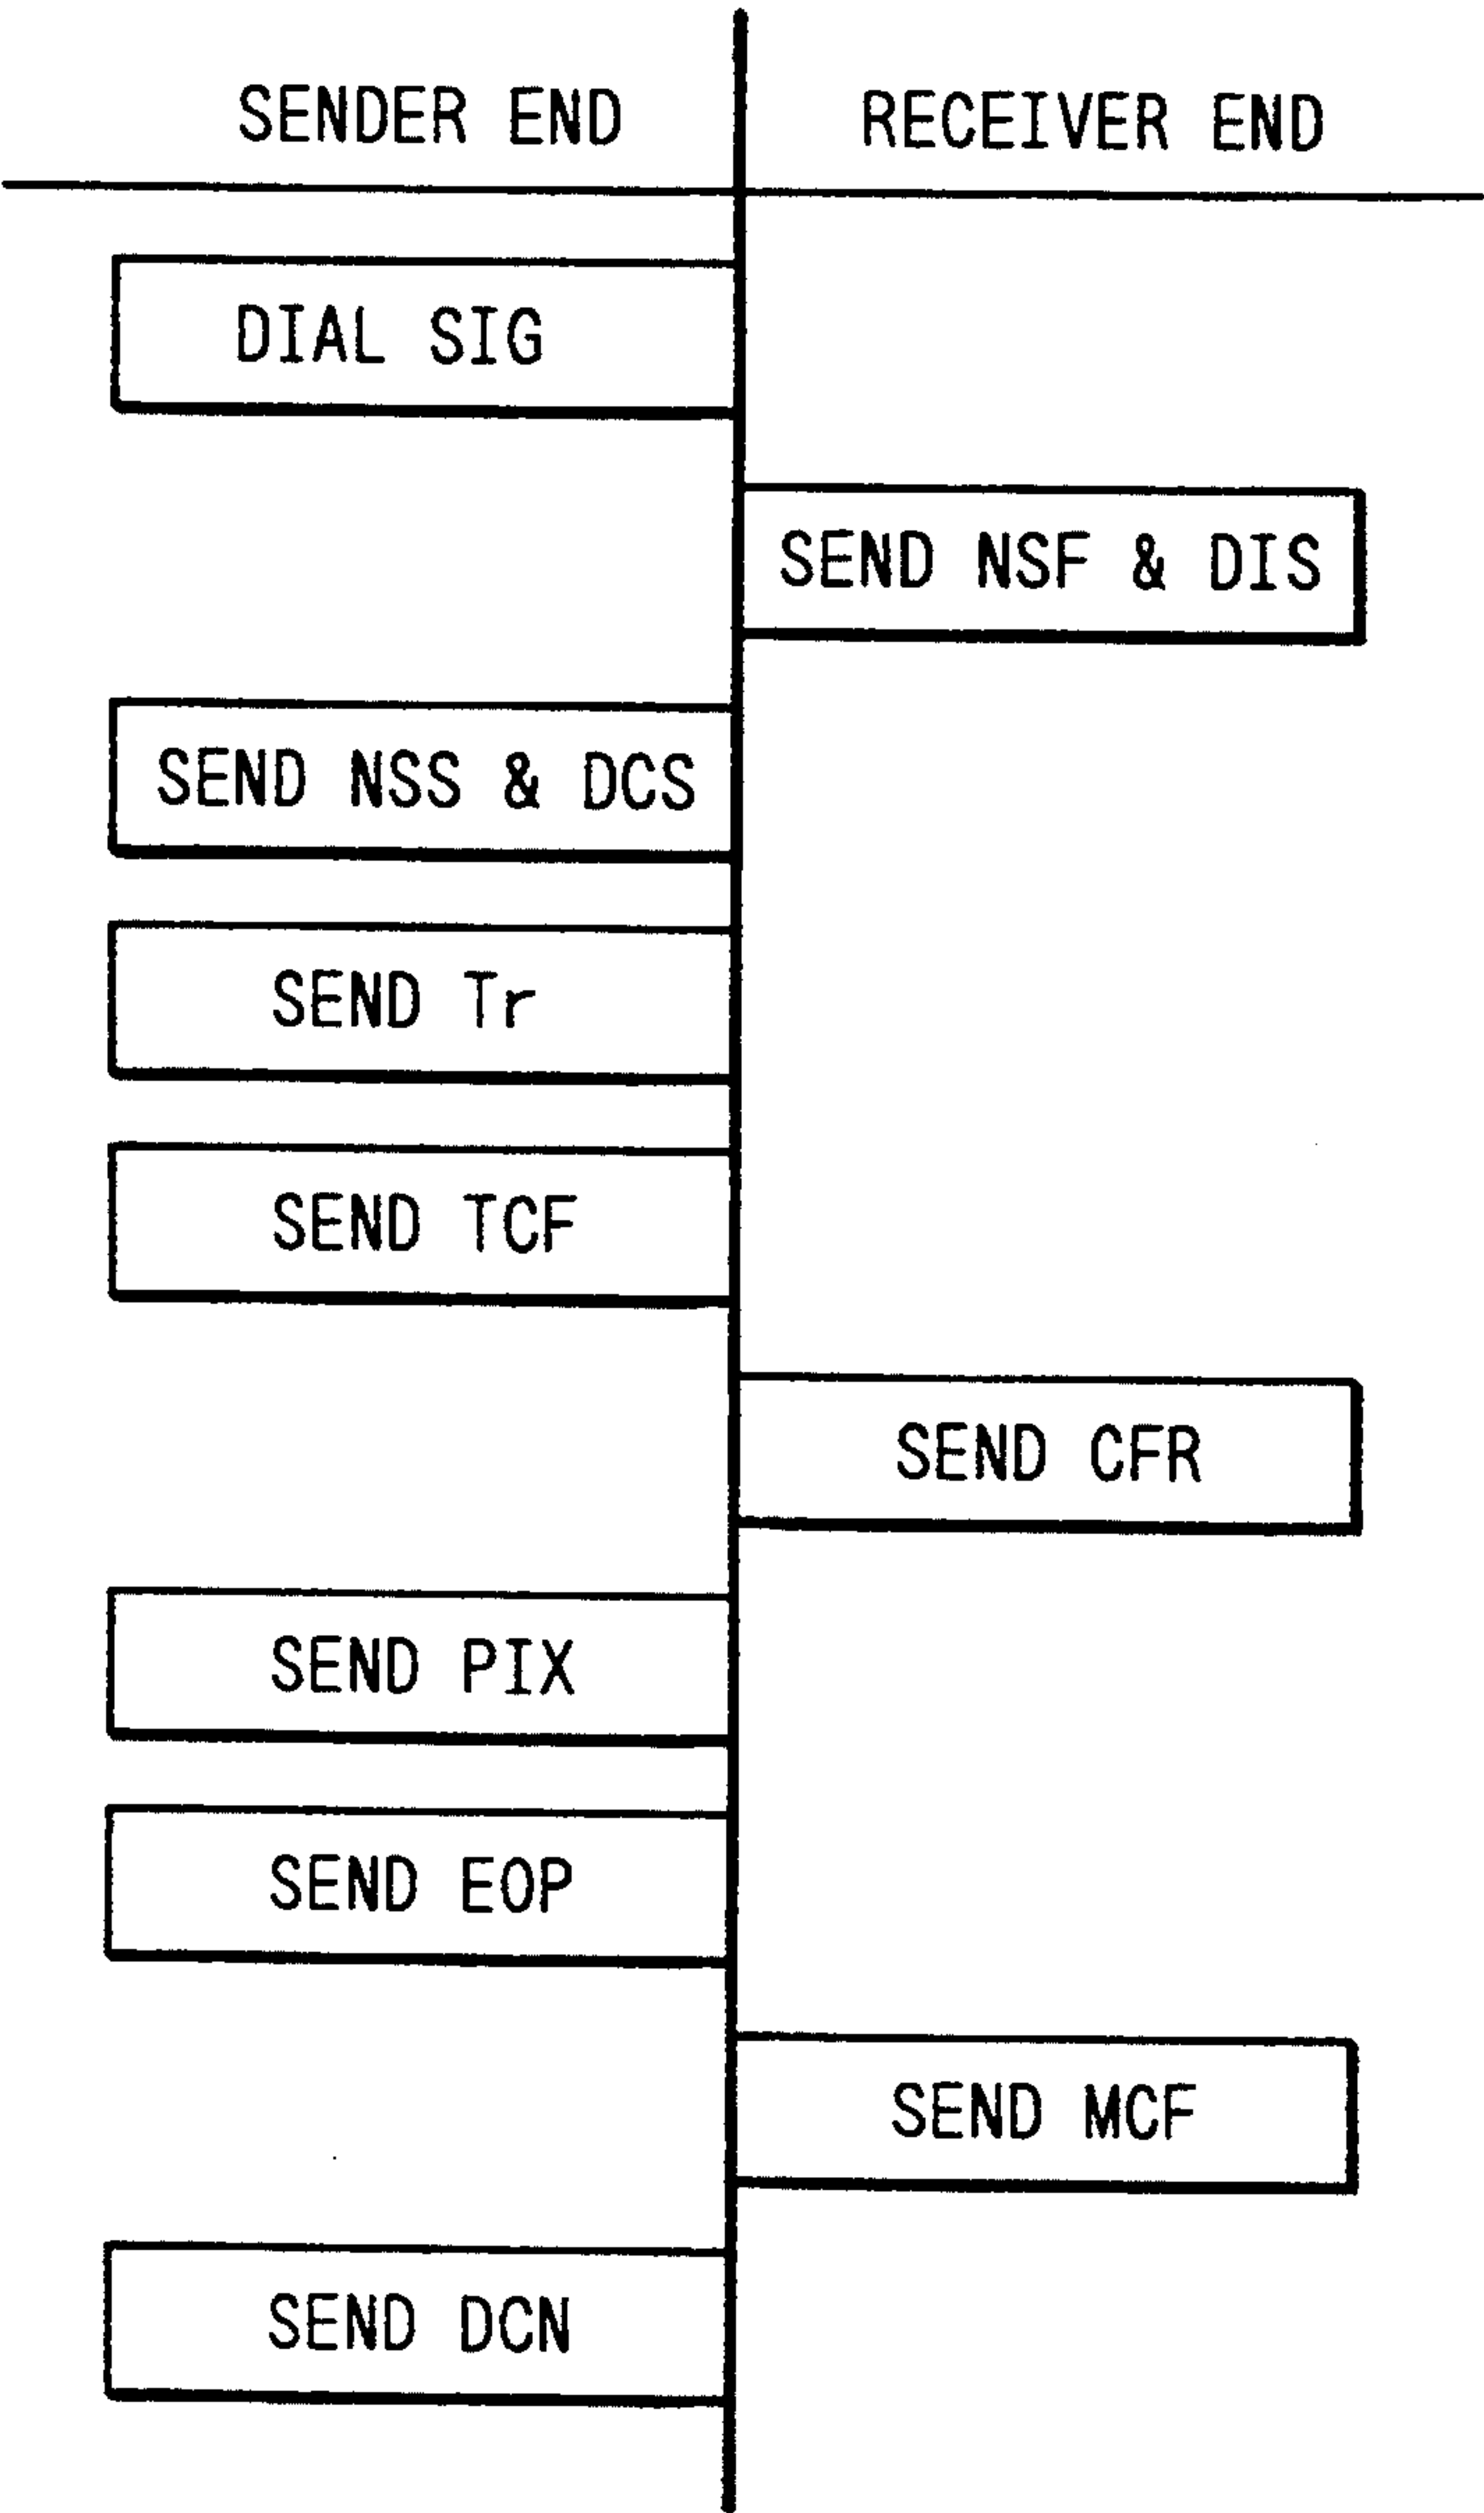 SENDER END
RECEIVER END
DIAL SIG
SEND NSF & DIS
SEND NSS & DCS
SEND Tr
SEND TCF
SEND CFR
SEND PIX
SEND EOP
SEND MCF
SEND DCN